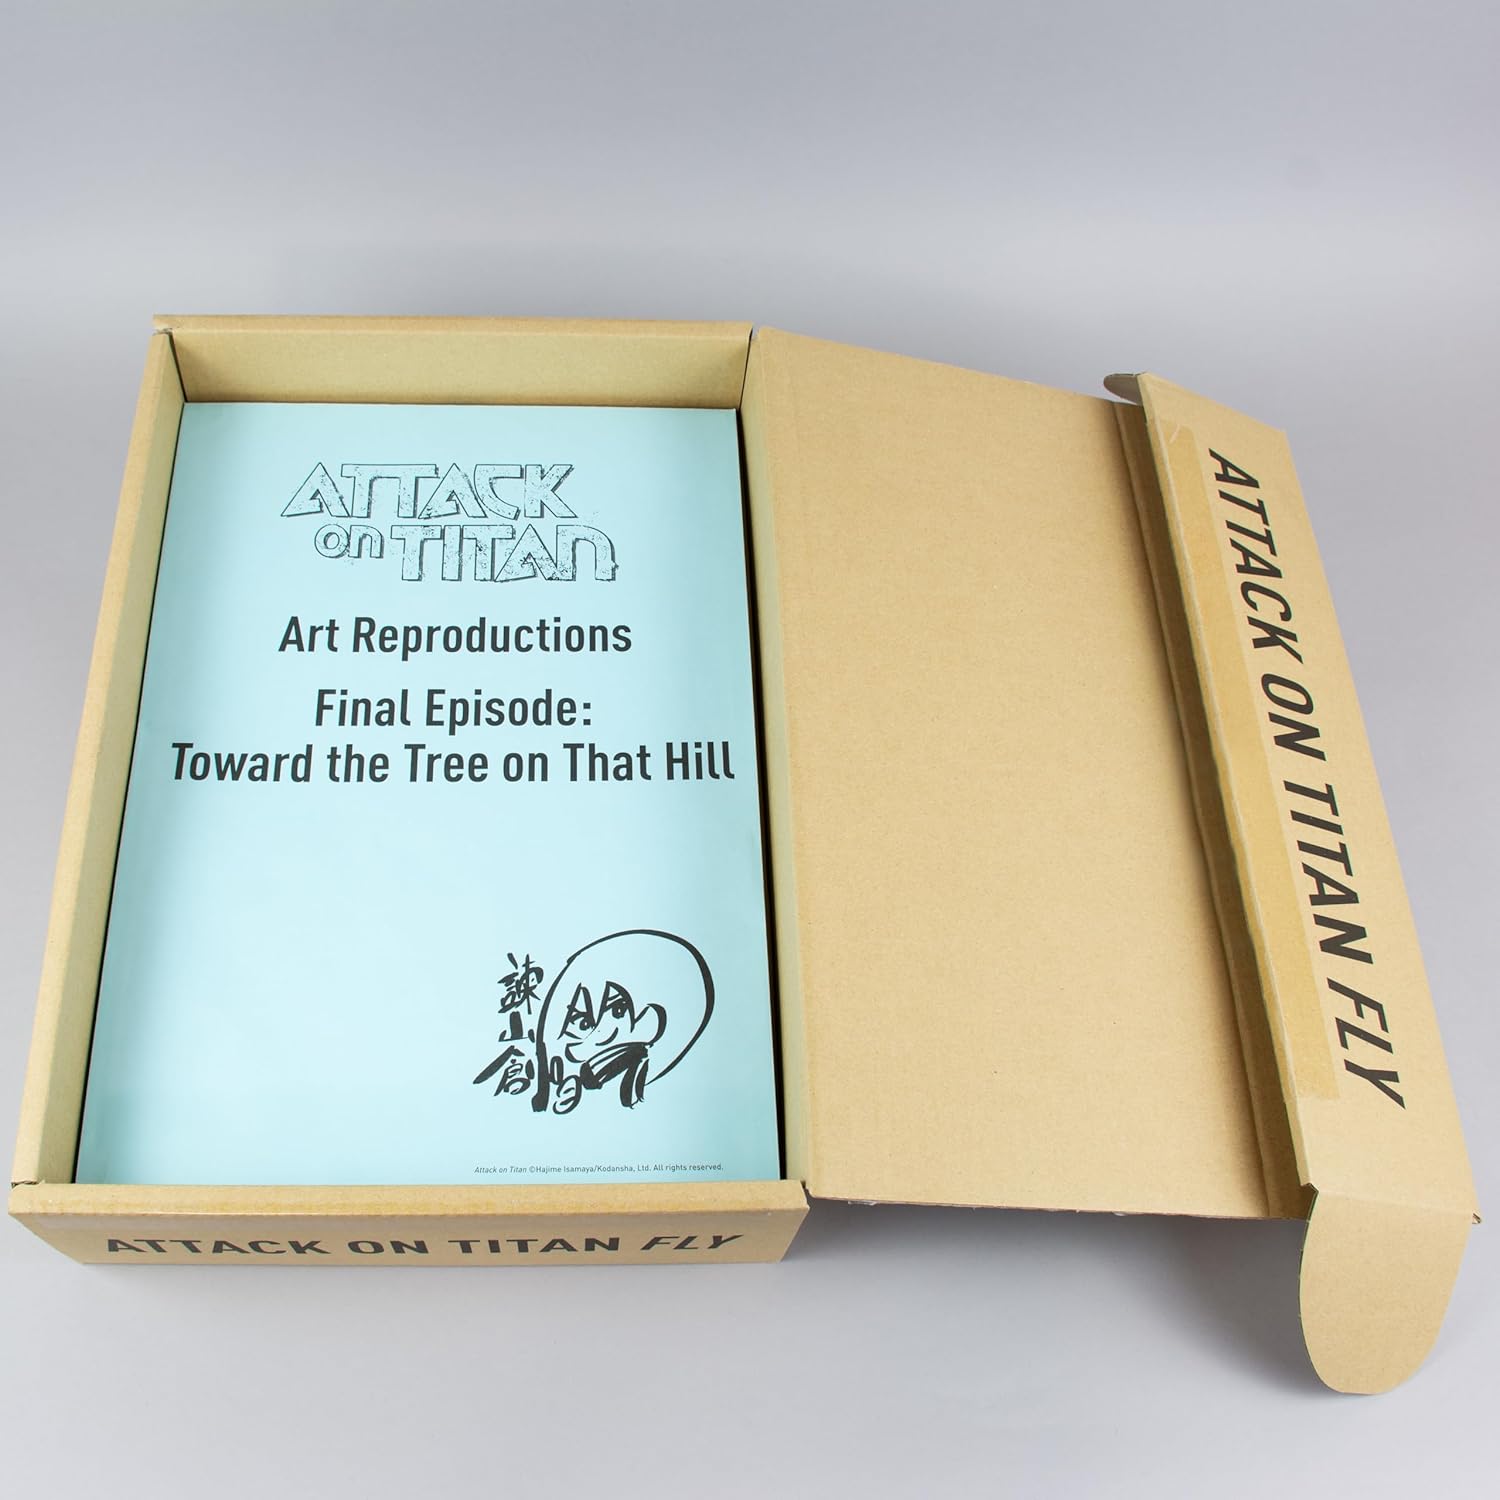 ATTACK
on TITAN
Art Reproductions
Final Episode:
Toward the Tree on That Hill
諫山創
Attack on Titan ©Hajime Isamaya/Kodansha, Ltd. All rights reserved.
ATTACK ON TITAN FLY
ATTACK ON TITAN FLY